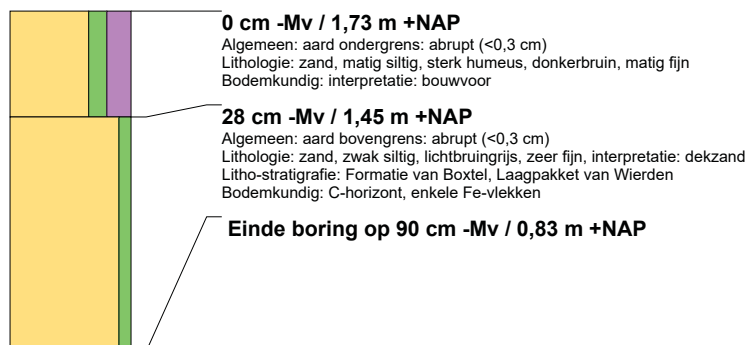 0 cm -Mv / 1,73 m +NAP
Algemeen: aard ondergrens: abrupt (<0,3 cm)
Lithologie: zand, matig siltig, sterk humeus, donkerbruin, matig fijn
Bodemkundig: interpretatie: bouwvoor
28 cm -Mv / 1,45 m +NAP
Algemeen: aard bovengrens: abrupt (<0,3 cm)
Lithologie: zand, zwak siltig, lichtbruingrijs, zeer fijn, interpretatie: dekzand
Litho-stratigrafie: Formatie van Boxtel, Laagpakket van Wierden
Bodemkundig: C-horizont, enkele Fe-vlekken
Einde boring op 90 cm -Mv / 0,83 m +NAP